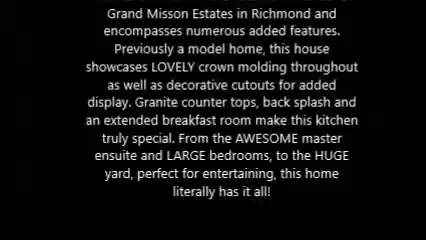 Grand Misson Estates in Richmond and
encompasses numerous added features.
Previously a model home, this house
showcases LOVELY crown molding throughout
as well as decorative cutouts for added
display. Granite counter tops, back splash and
an extended breakfast room make this kitchen
truly special. From the AWESOME master
ensuite and LARGE bedrooms, to the HUGE
yard, perfect for entertaining, this home
literally has it all!